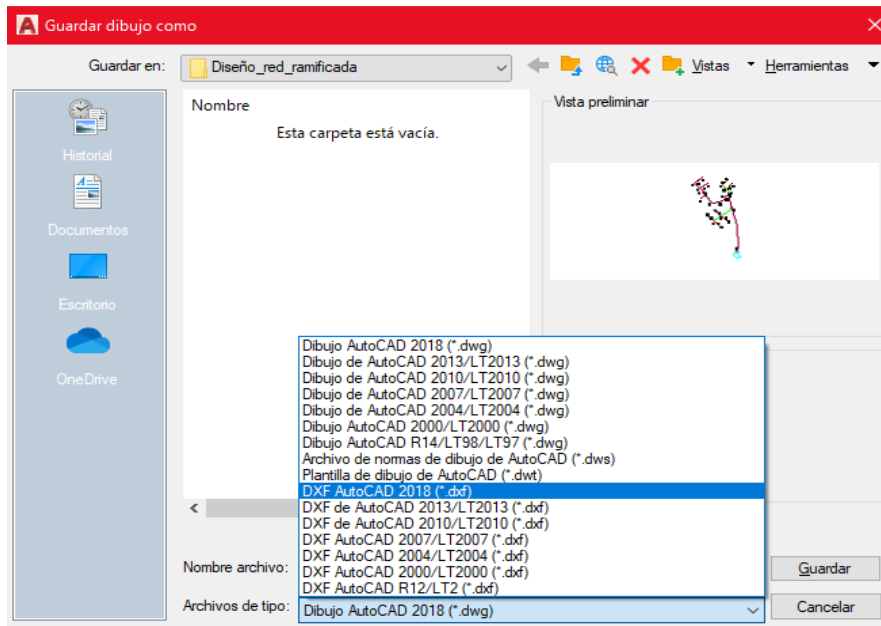 Guardar dibujo como
Guardar en:
Diseño_red_ramificada
Vistas
Herramientas
Nombre
Esta carpeta está vacía.
Vista preliminar
Historial
Documentos
Escritorio
OneDrive
Dibujo AutoCAD 2018 (*.dwg)
Dibujo de AutoCAD 2013/LT2013 (*.dwg)
Dibujo de AutoCAD 2010/LT2010 (*.dwg)
Dibujo de AutoCAD 2007/LT2007 (*.dwg)
Dibujo de AutoCAD 2004/LT2004 (*.dwg)
Dibujo AutoCAD 2000/LT2000 (*.dwg)
Dibujo AutoCAD R14/LT98/LT97 (*.dwg)
Archivo de normas de dibujo de AutoCAD (*.dws)
Plantilla de dibujo de AutoCAD (*.dwt)
DXF AutoCAD 2018 (*.dxf)
DXF de AutoCAD 2013/LT2013 (*.dxf)
DXF de AutoCAD 2010/LT2010 (*.dxf)
DXF AutoCAD 2007/LT2007 (*.dxf)
DXF AutoCAD 2004/LT2004 (*.dxf)
DXF AutoCAD 2000/LT2000 (*.dxf)
DXF AutoCAD R12/LT2 (*.dxf)
Nombre archivo:
Guardar
Archivos de tipo:
Dibujo AutoCAD 2018 (*.dwg)
Cancelar